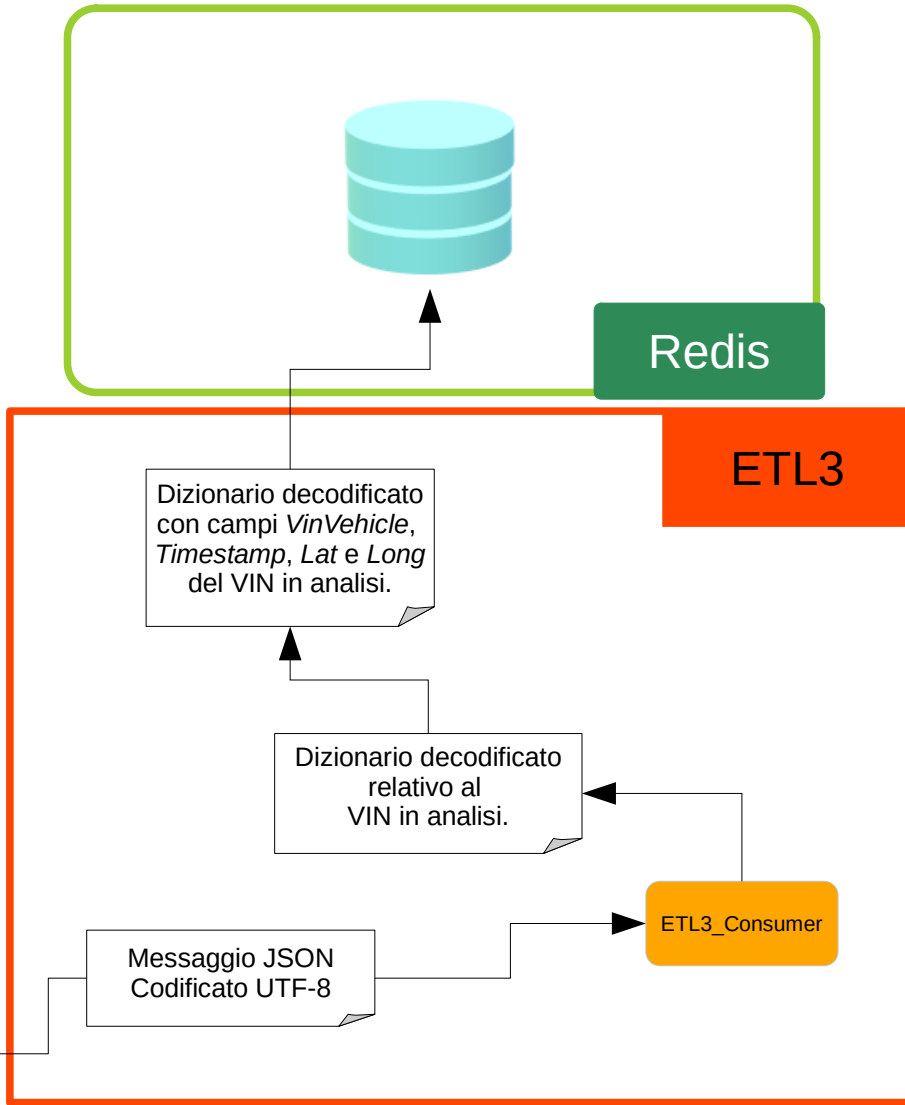 Redis
ETL3
Dizionario decodificato
con campi VinVehicle,
Timestamp, Lat e Long
del VIN in analisi.
Dizionario decodificato
relativo al
VIN in analisi.
ETL3_Consumer
Messaggio JSON
Codificato UTF-8